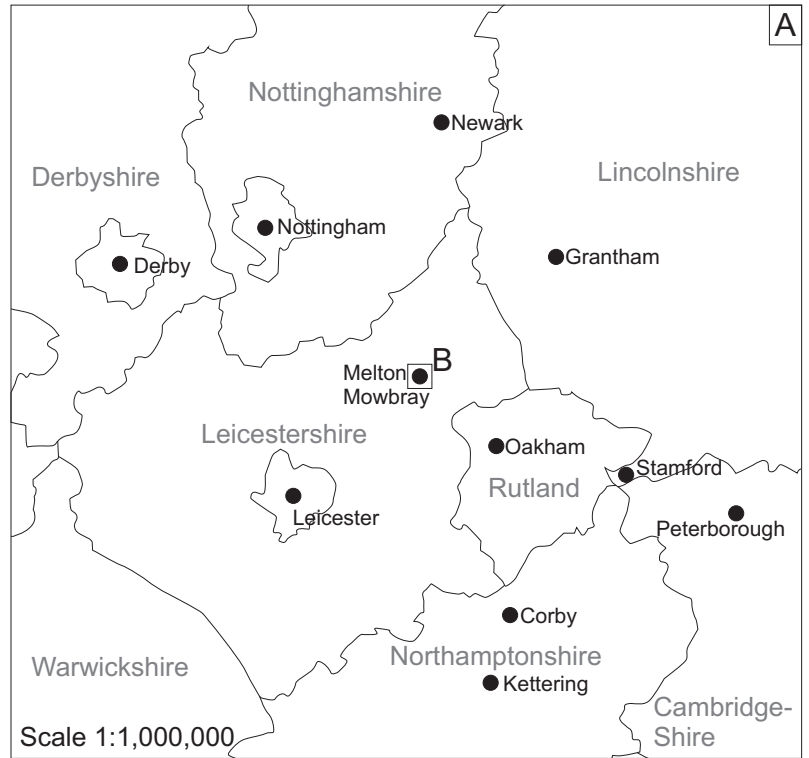 A
Nottinghamshire
Newark
Derbyshire
Lincolnshire
Nottingham
Grantham
Derby
B
Melton
Mowbray
Leicestershire
Oakham
Stamford
Rutland
Leicester
Peterborough
Corby
Northamptonshire
Warwickshire
Kettering
Cambridge-
Shire
Scale 1:1,000,000